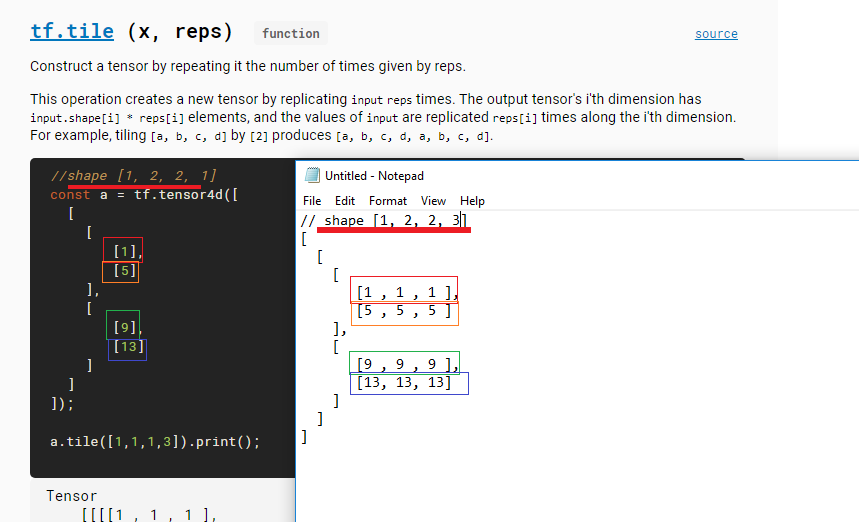 tf.tile (x, reps) function source
Construct a tensor by repeating it the number of times given by reps.
This operation creates a new tensor by replicating input reps times. The output tensor's i'th dimension has
input.shape[i] * reps[i] elements, and the values of input are replicated reps[i] times along the i'th dimension.
For example, tiling [a, b, c, d] by [2] produces [a, b, c, d, a, b, c, d].
//shape [1, 2, 2, 1]
const a = tf.tensor4d([
[
[
[1],
[5]
],
[
[9],
[13]
]
]
]);
a.tile([1,1,1,3]).print();
Tensor
[[[[1 , 1 , 1 ],
Untitled - Notepad
File Edit Format View Help
// shape [1, 2, 2, 3]
[
[
[
[1 , 1 , 1 ],
[5 , 5 , 5 ]
],
[
[9 , 9 , 9 ],
[13, 13, 13]
]
]
]